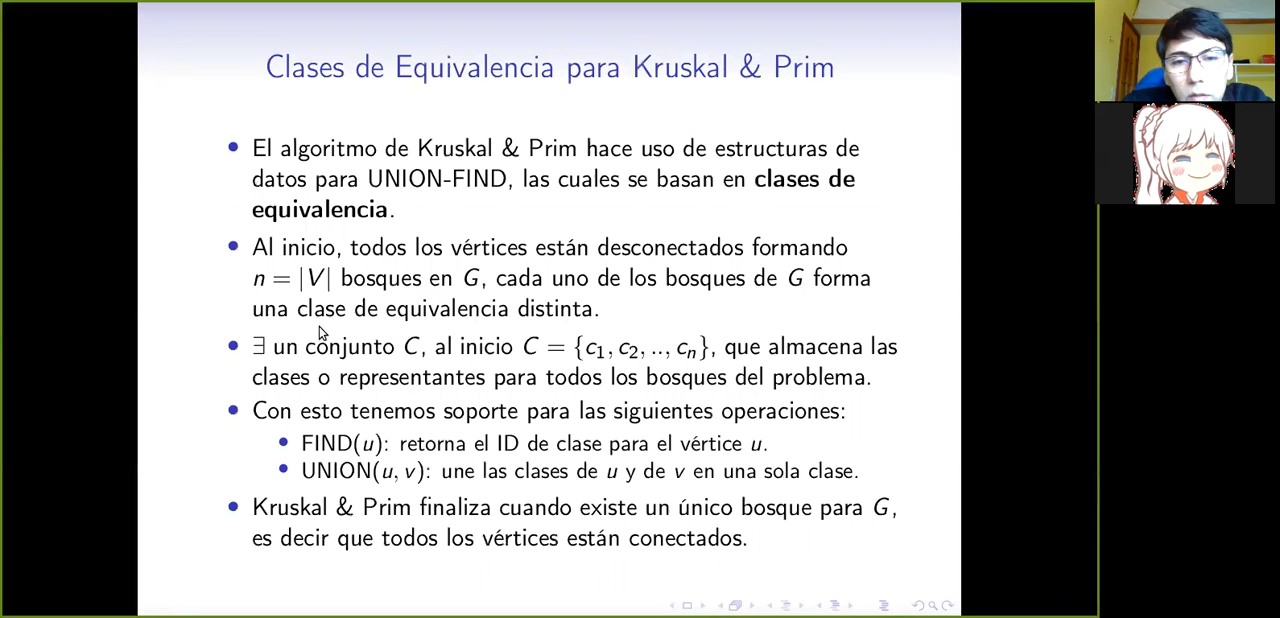 Clases de Equivalencia para Kruskal & Prim
• El algoritmo de Kruskal & Prim hace uso de estructuras de
datos para UNION-FIND, las cuales se basan en clases de
equivalencia.
• Al inicio, todos los vértices están desconectados formando
n = |V| bosques en G, cada uno de los bosques de G forma
una clase de equivalencia distinta.
• ∃ un conjunto C, al inicio C = {c₁, c₂, .., cₙ}, que almacena las
clases o representantes para todos los bosques del problema.
• Con esto tenemos soporte para las siguientes operaciones:
• FIND(u): retorna el ID de clase para el vértice u.
• UNION(u, v): une las clases de u y de v en una sola clase.
• Kruskal & Prim finaliza cuando existe un único bosque para G,
es decir que todos los vértices están conectados.